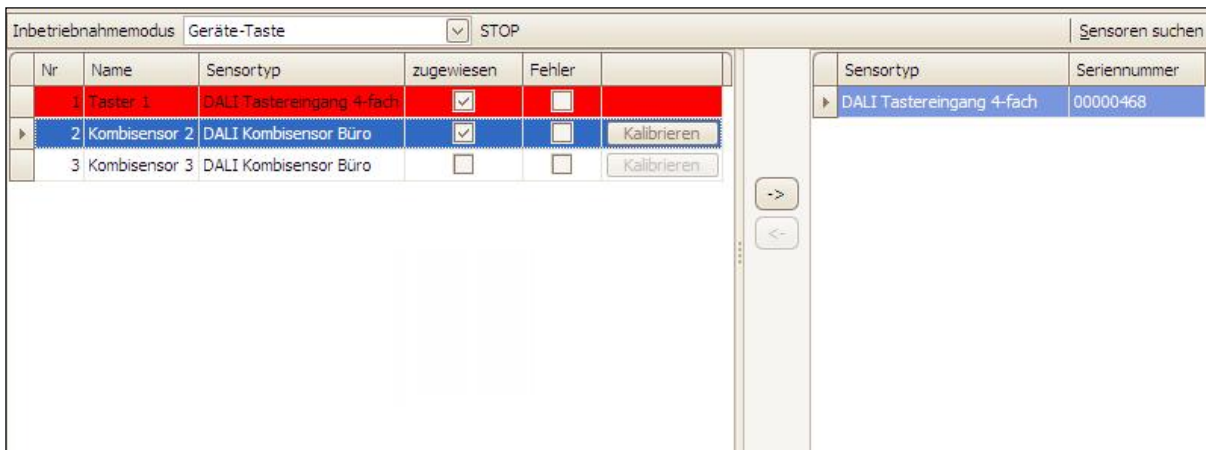 Inbetriebnahmemodus Geräte-Taste STOP Sensoren suchen
Nr Name Sensortyp zugewiesen Fehler Sensortyp Seriennummer
1 Taster 1 DALI Tastereingang 4-fach DALI Tastereingang 4-fach 00000468
2 Kombisensor 2 DALI Kombisensor Büro Kalibrieren
3 Kombisensor 3 DALI Kombisensor Büro Kalibrieren
->
<-